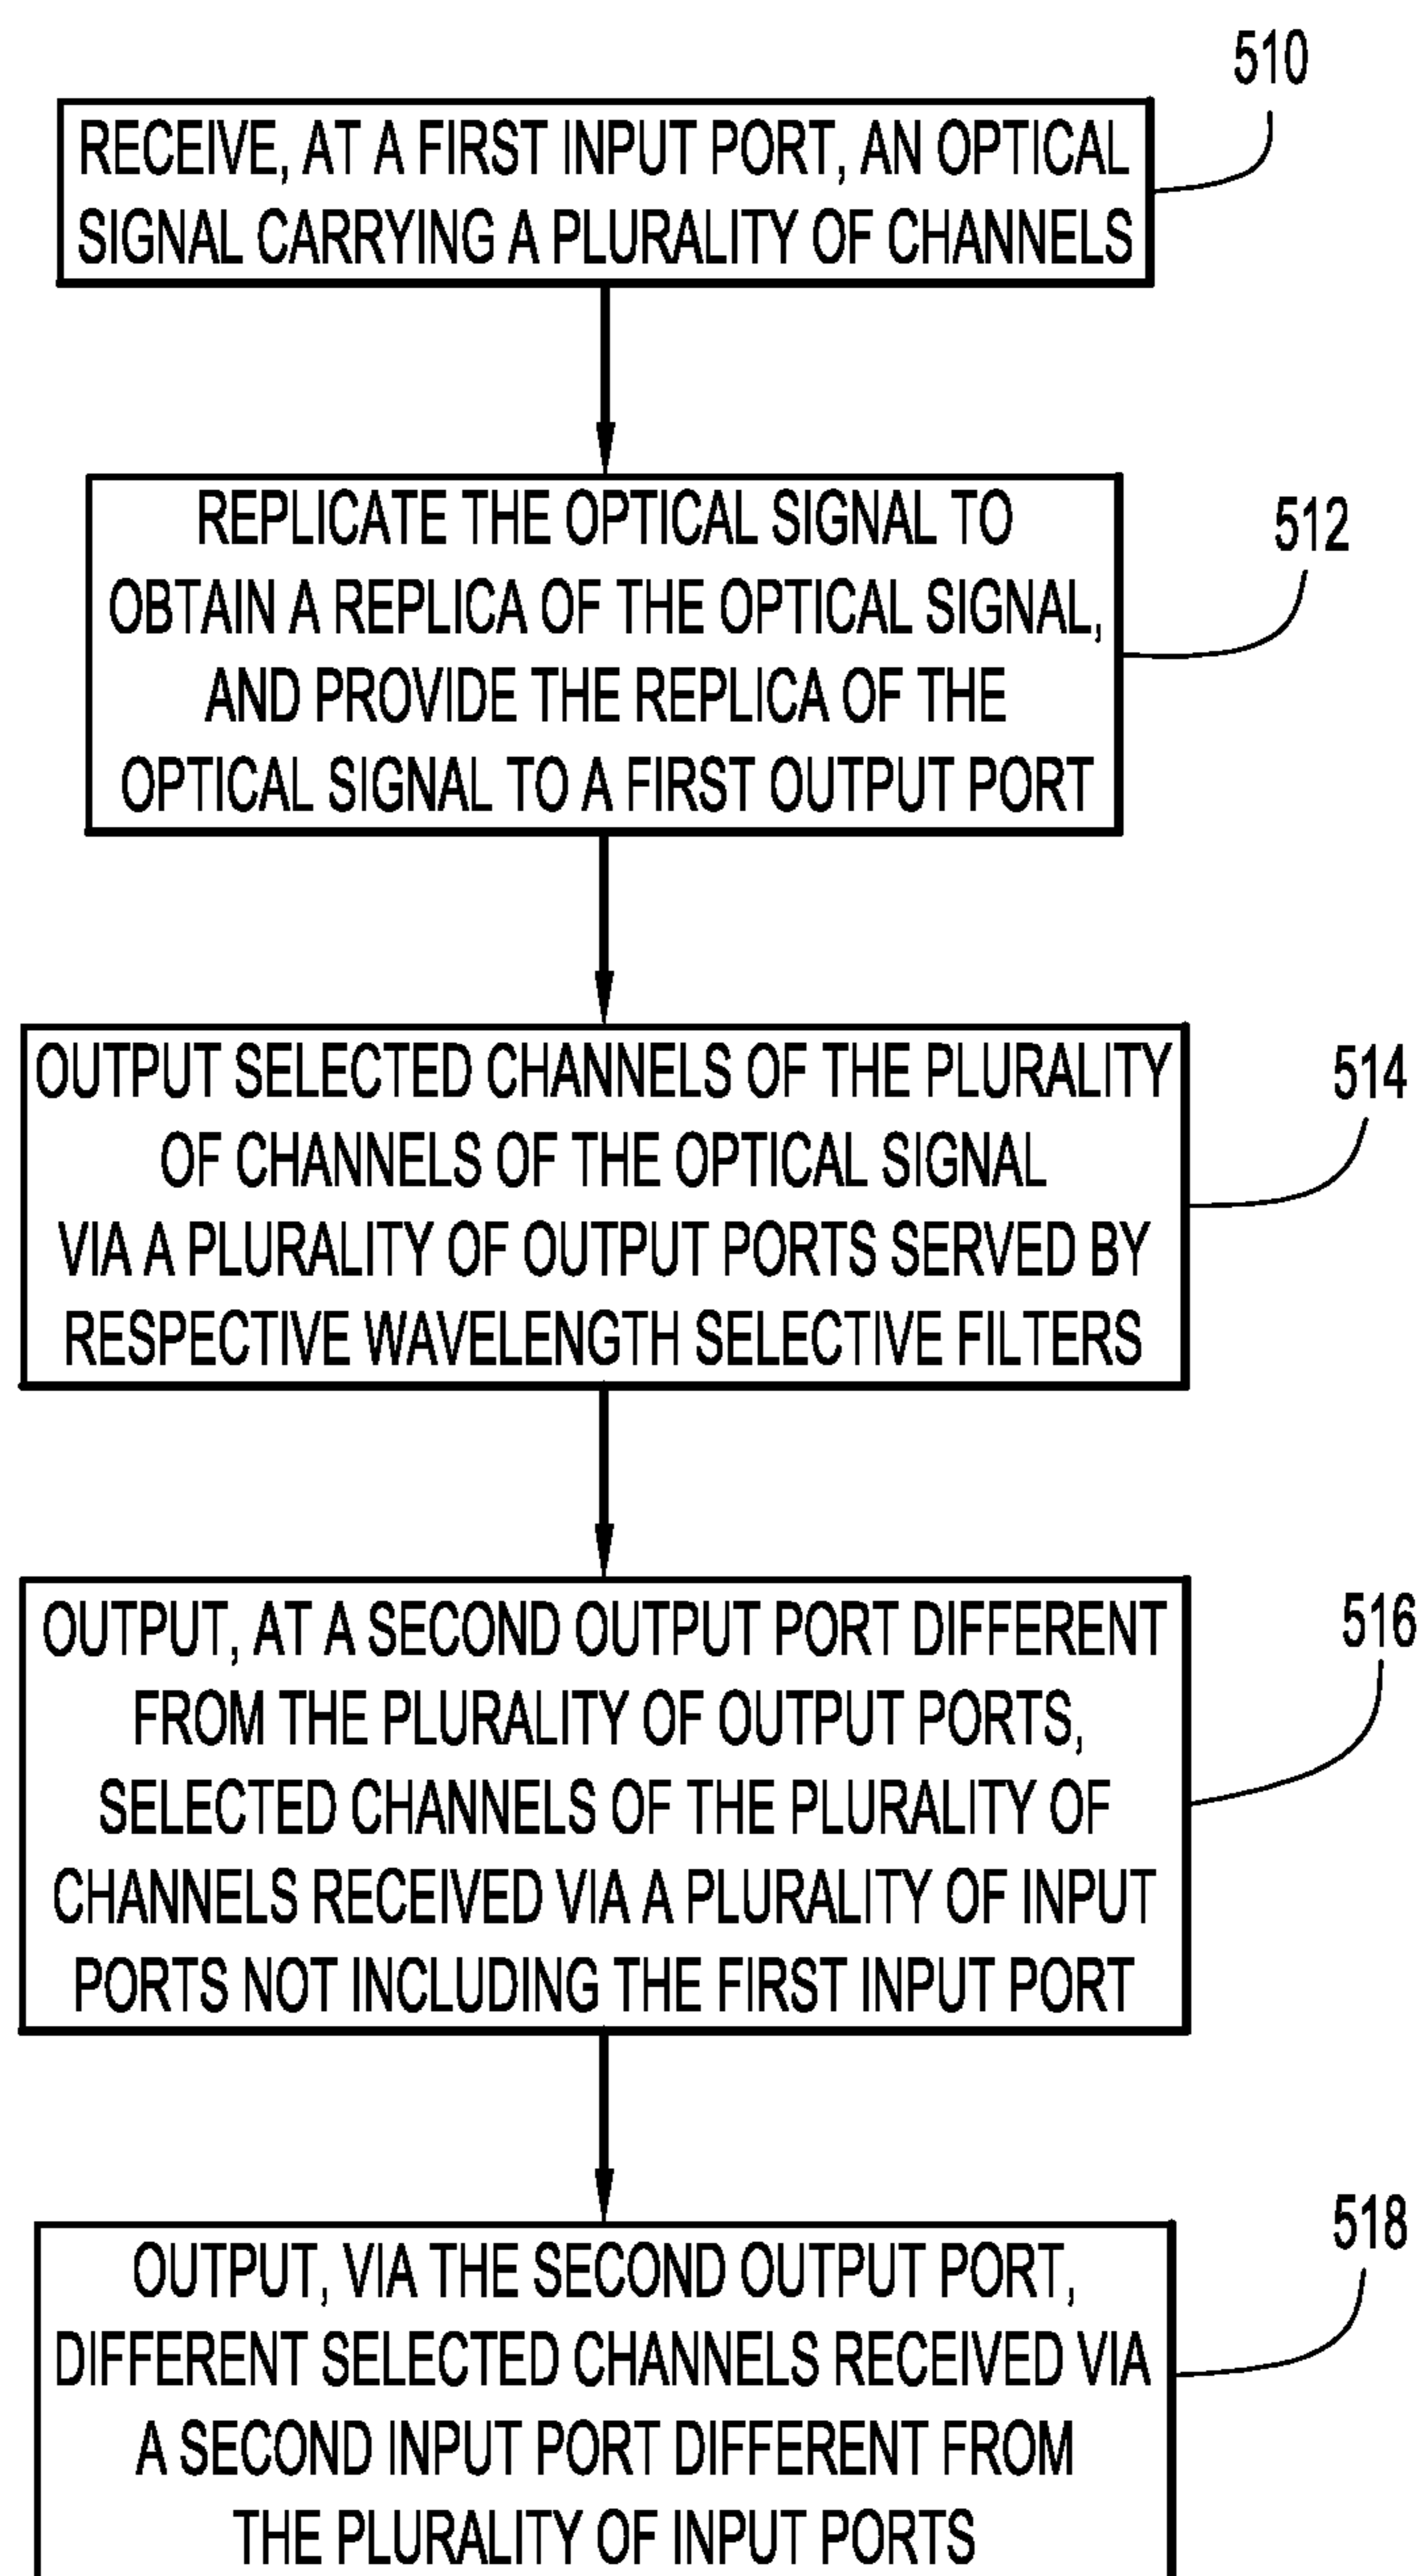 510
RECEIVE, AT A FIRST INPUT PORT, AN OPTICAL
SIGNAL CARRYING A PLURALITY OF CHANNELS
512
REPLICATE THE OPTICAL SIGNAL TO
OBTAIN A REPLICA OF THE OPTICAL SIGNAL,
AND PROVIDE THE REPLICA OF THE
OPTICAL SIGNAL TO A FIRST OUTPUT PORT
514
OUTPUT SELECTED CHANNELS OF THE PLURALITY
OF CHANNELS OF THE OPTICAL SIGNAL
VIA A PLURALITY OF OUTPUT PORTS SERVED BY
RESPECTIVE WAVELENGTH SELECTIVE FILTERS
516
OUTPUT, AT A SECOND OUTPUT PORT DIFFERENT
FROM THE PLURALITY OF OUTPUT PORTS,
SELECTED CHANNELS OF THE PLURALITY OF
CHANNELS RECEIVED VIA A PLURALITY OF INPUT
PORTS NOT INCLUDING THE FIRST INPUT PORT
518
OUTPUT, VIA THE SECOND OUTPUT PORT,
DIFFERENT SELECTED CHANNELS RECEIVED VIA
A SECOND INPUT PORT DIFFERENT FROM
THE PLURALITY OF INPUT PORTS